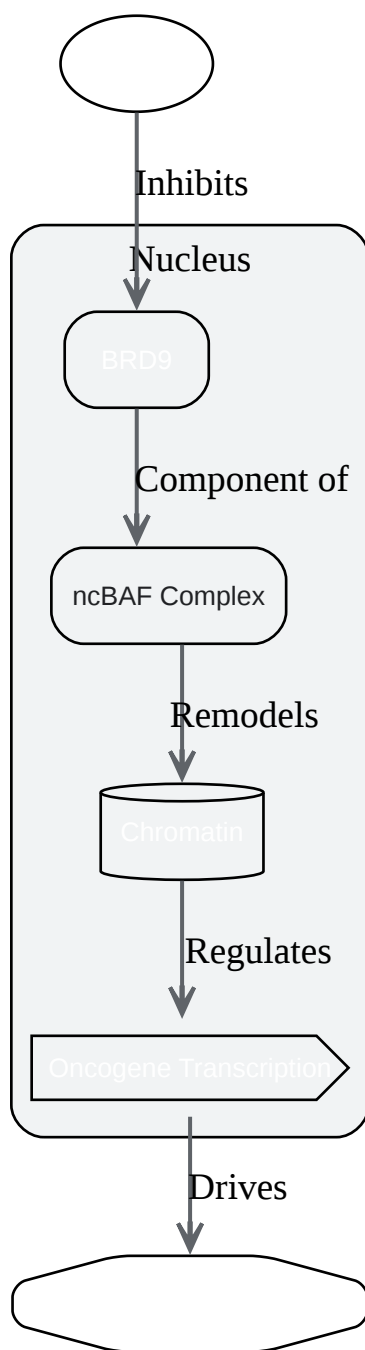 Inhibits
Nucleus
BRD9
Component of
ncBAF Complex
Remodels
Chromatin
Regulates
Oncogene Transcription
Drives